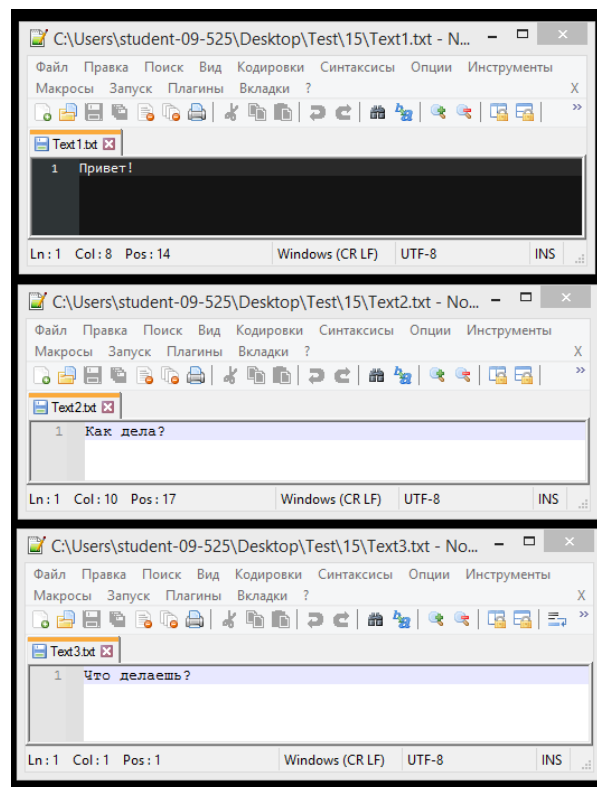 C:\Users\student-09-525\Desktop\Test\15\Text1.txt - N...
Файл Правка Поиск Вид Кодировки Синтаксисы Опции Инструменты
Макросы Запуск Плагины Вкладки ? X
Text1.txt
1 Привет!
Ln : 1 Col : 8 Pos : 14 Windows (CR LF) UTF-8 INS
C:\Users\student-09-525\Desktop\Test\15\Text2.txt - No...
Файл Правка Поиск Вид Кодировки Синтаксисы Опции Инструменты
Макросы Запуск Плагины Вкладки ? X
Text2.txt
1 Как дела?
Ln : 1 Col : 10 Pos : 17 Windows (CR LF) UTF-8 INS
C:\Users\student-09-525\Desktop\Test\15\Text3.txt - No...
Файл Правка Поиск Вид Кодировки Синтаксисы Опции Инструменты
Макросы Запуск Плагины Вкладки ? X
Text3.txt
1 Что делаешь?
Ln : 1 Col : 1 Pos : 1 Windows (CR LF) UTF-8 INS